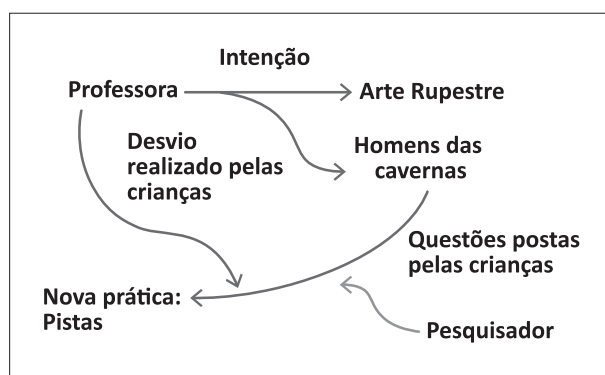 Intenção
Professora
Arte Rupestre
Desvio
realizado pelas
crianças
Homens das
cavernas
Questões postas
pelas crianças
Nova prática:
Pistas
Pesquisador